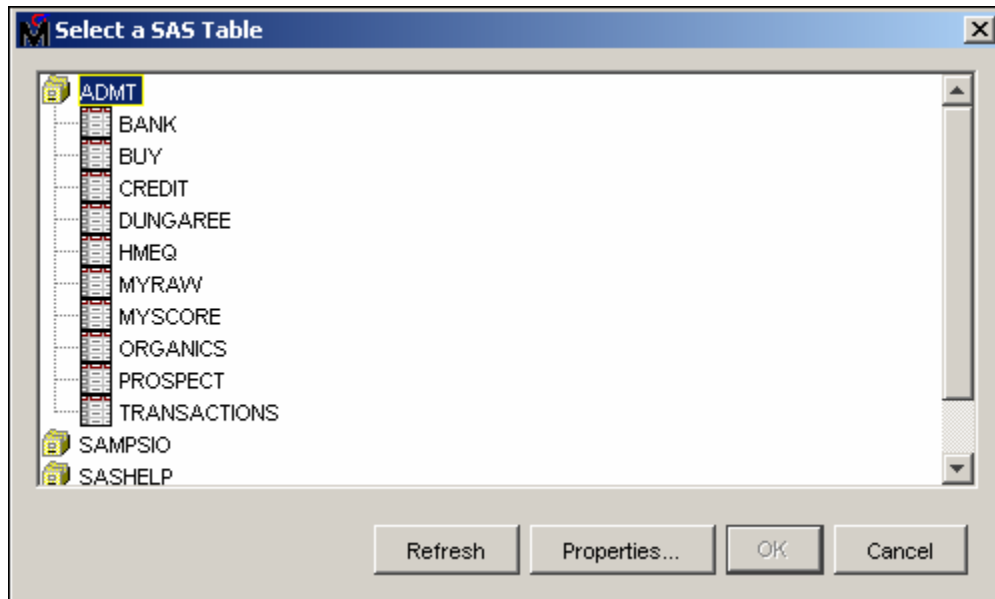 Select a SAS Table
ADMT
BANK
BUY
CREDIT
DUNGAREE
HMEQ
MYRAW
MYSCORE
ORGANICS
PROSPECT
TRANSACTIONS
SAMPSIO
SASHELP
Refresh Properties... OK Cancel